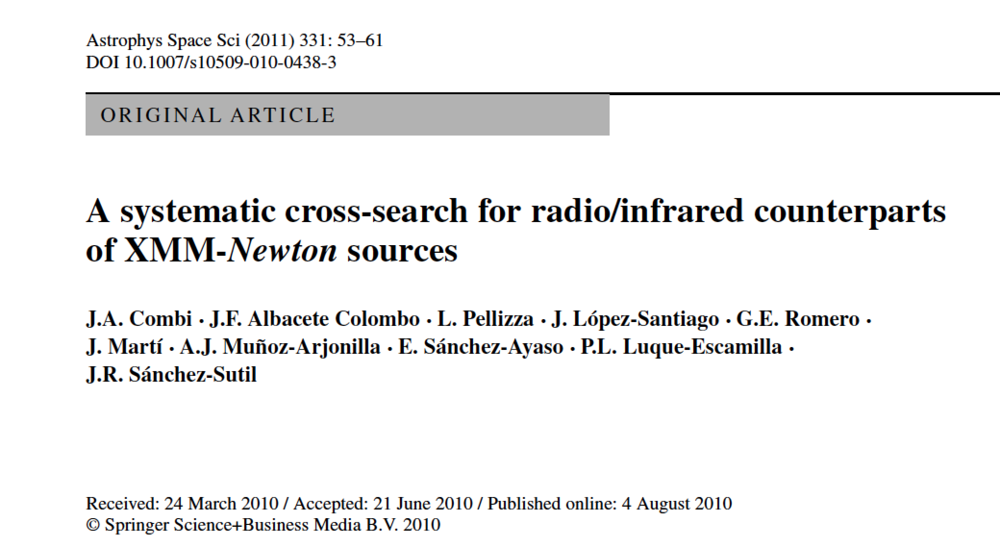 Astrophys Space Sci (2011) 331: 53–61
DOI 10.1007/s10509-010-0438-3
ORIGINAL ARTICLE
A systematic cross-search for radio/infrared counterparts
of XMM-Newton sources
J.A. Combi · J.F. Albacete Colombo · L. Pellizza · J. López-Santiago · G.E. Romero ·
J. Martí · A.J. Muñoz-Arjonilla · E. Sánchez-Ayaso · P.L. Luque-Escamilla ·
J.R. Sánchez-Sutil
Received: 24 March 2010 / Accepted: 21 June 2010 / Published online: 4 August 2010
© Springer Science+Business Media B.V. 2010